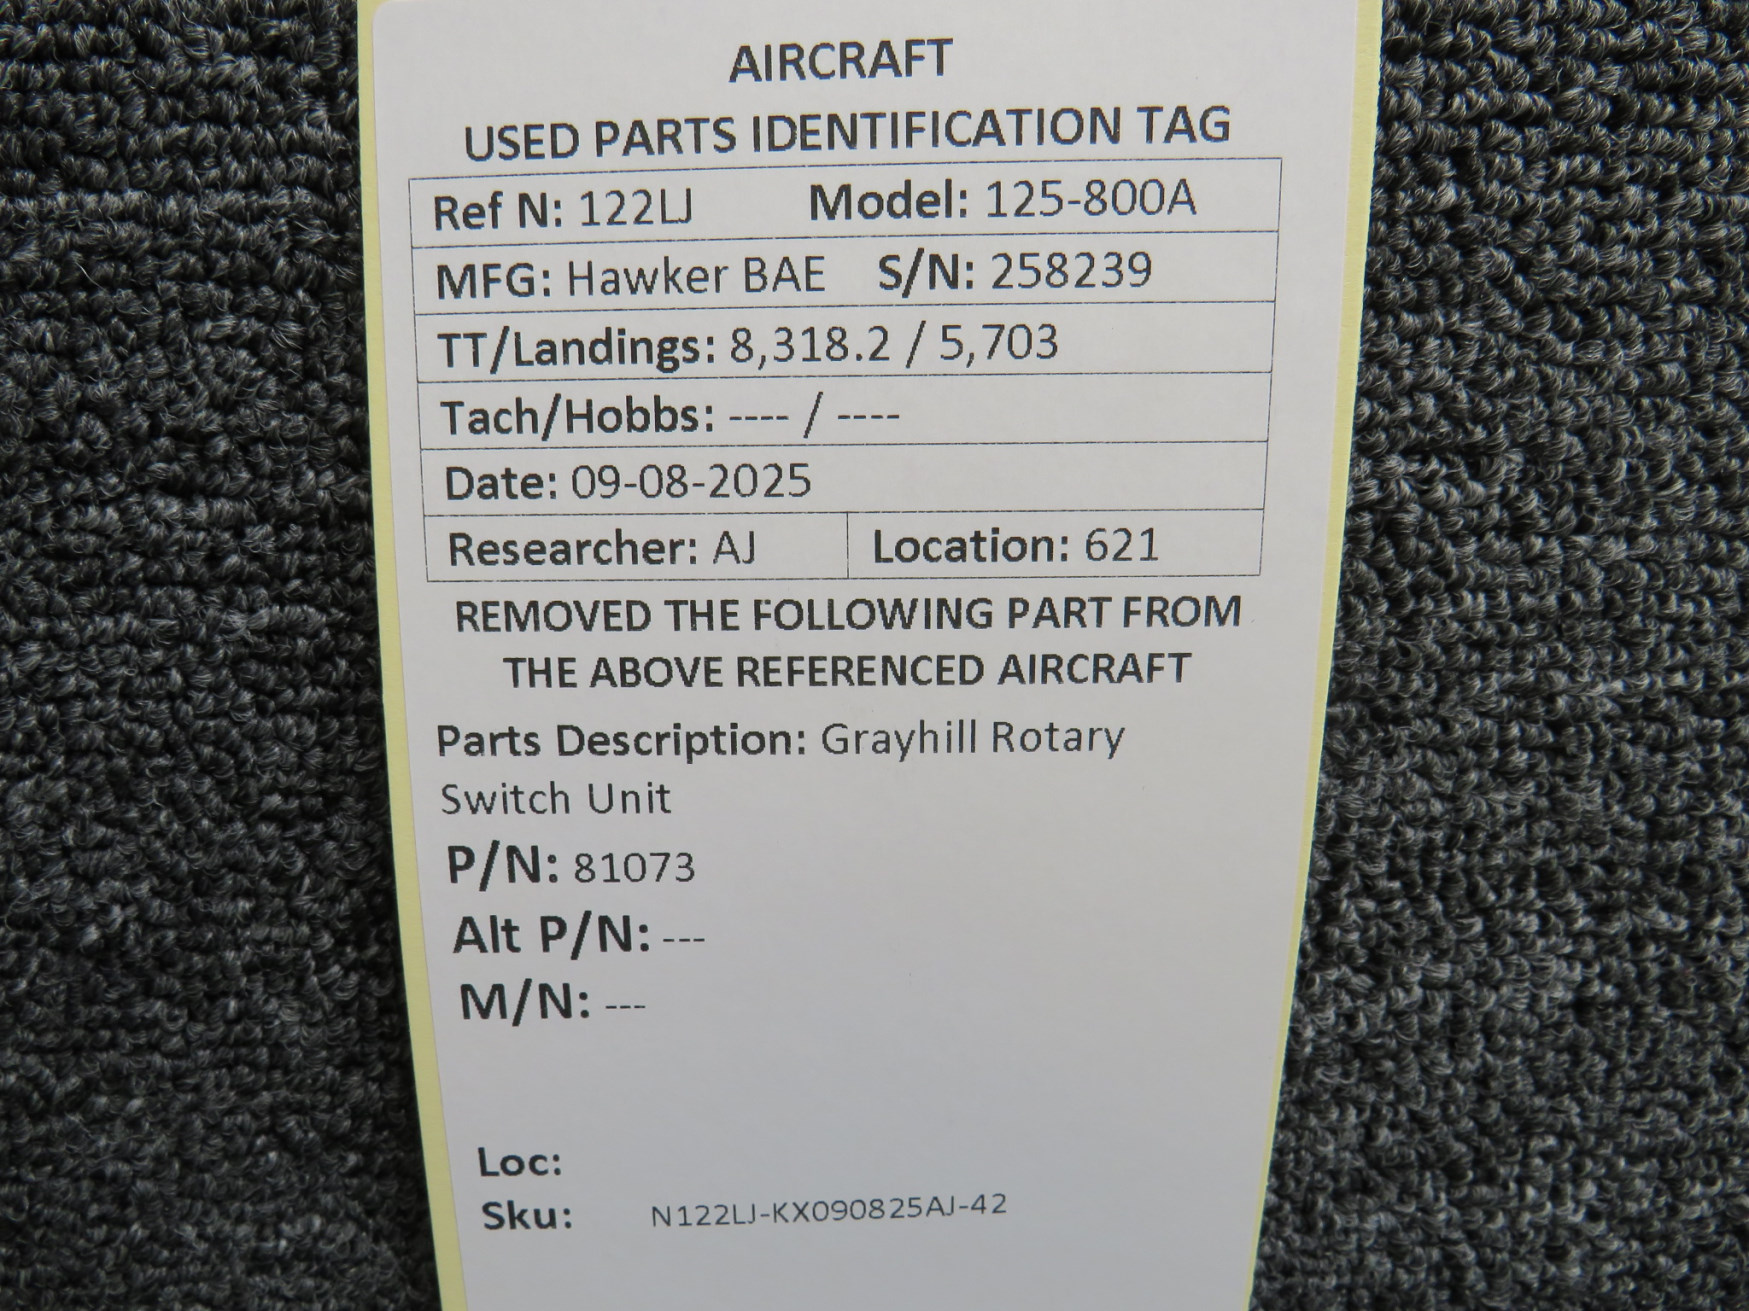 AIRCRAFT
USED PARTS IDENTIFICATION TAG
Ref N: 122LJ Model: 125-800A
MFG: Hawker BAE S/N: 258239
TT/Landings: 8,318.2 / 5,703
Tach/Hobbs: ---- / ----
Date: 09-08-2025
Researcher: AJ Location: 621
REMOVED THE FOLLOWING PART FROM
THE ABOVE REFERENCED AIRCRAFT
Parts Description: Grayhill Rotary
Switch Unit
P/N: 81073
Alt P/N: ---
M/N: ---
Loc:
Sku: N122LJ-KX090825AJ-42